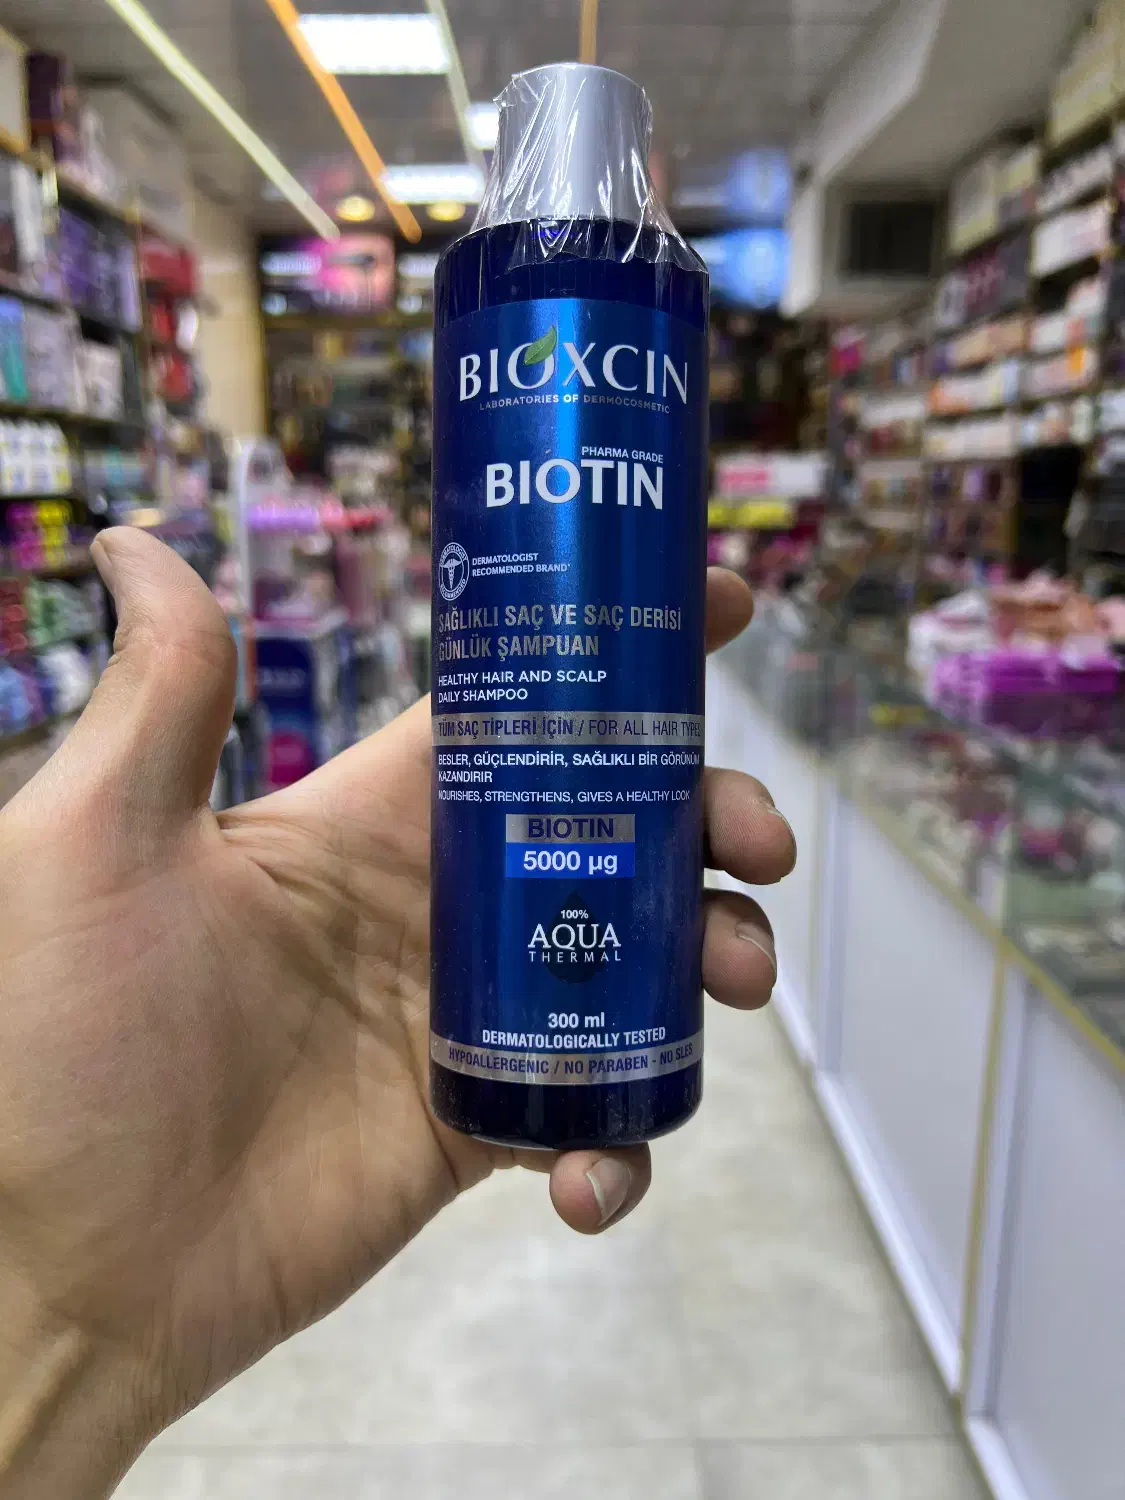 BIOXCIN
LABORATORIES OF DERMOCOSMETIC
PHARMA GRADE
BIOTIN
DERMATOLOGIST
RECOMMENDED BRAND*
SAĞLIKLI SAÇ VE SAÇ DERİSİ
GÜNLÜK ŞAMPUAN
HEALTHY HAIR AND SCALP
DAILY SHAMPOO
TÜM SAÇ TİPLERİ İÇİN / FOR ALL HAIR TYPES
BESLER, GÜÇLENDİRİR, SAĞLIKLI BİR GÖRÜNÜM
KAZANDIRIR
NOURISHES, STRENGTHENS, GIVES A HEALTHY LOOK
BIOTIN
5000 µg
100%
AQUA
THERMAL
300 ml
DERMATOLOGICALLY TESTED
HYPOALLERGENIC / NO PARABEN - NO SLES